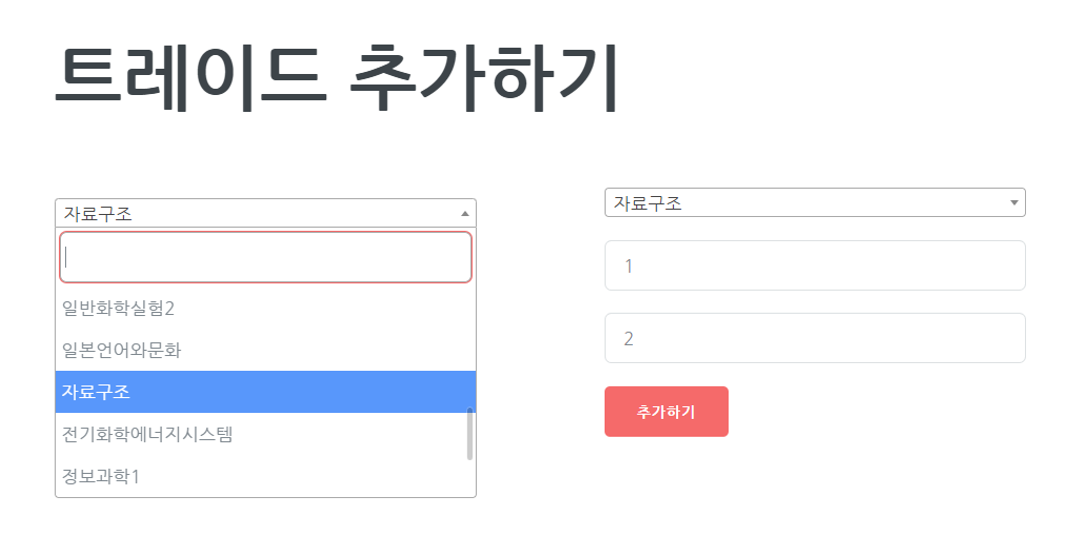 트레이드 추가하기
자료구조
일반화학실험2
일본언어와문화
자료구조
전기화학에너지시스템
정보과학1
자료구조
1
2
추가하기